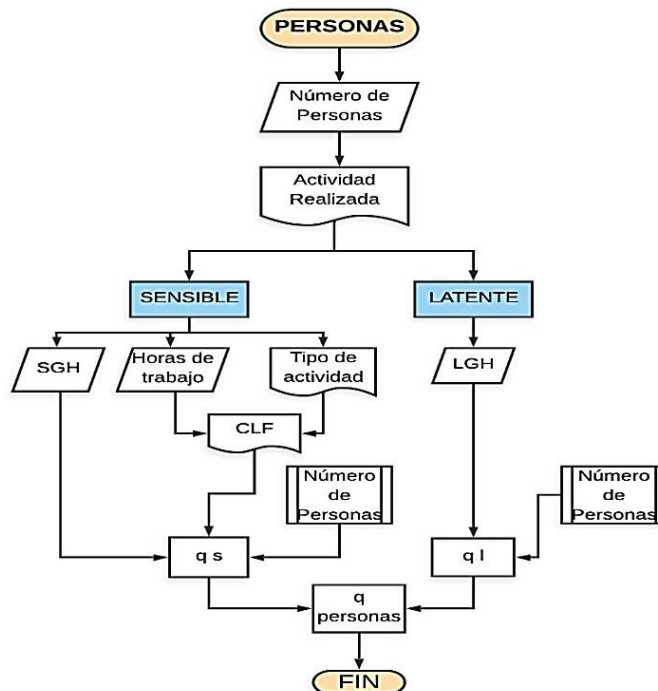 PERSONAS
Número de
Personas
Actividad
Realizada
SENSIBLE
LATENTE
SGH
Horas de
trabajo
Tipo de
actividad
LGH
CLF
Número
de
Personas
Número
de
Personas
q s
q l
q
personas
FIN